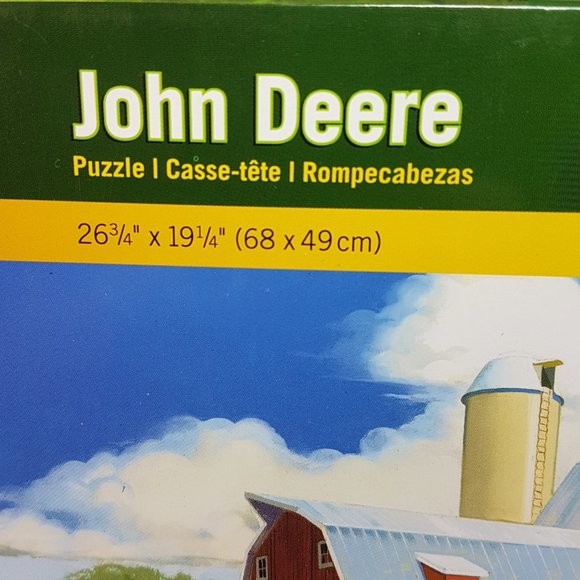 John Deere
Puzzle | Casse-tête | Rompecabezas
26¾" x 19¼" (68 x 49 cm)